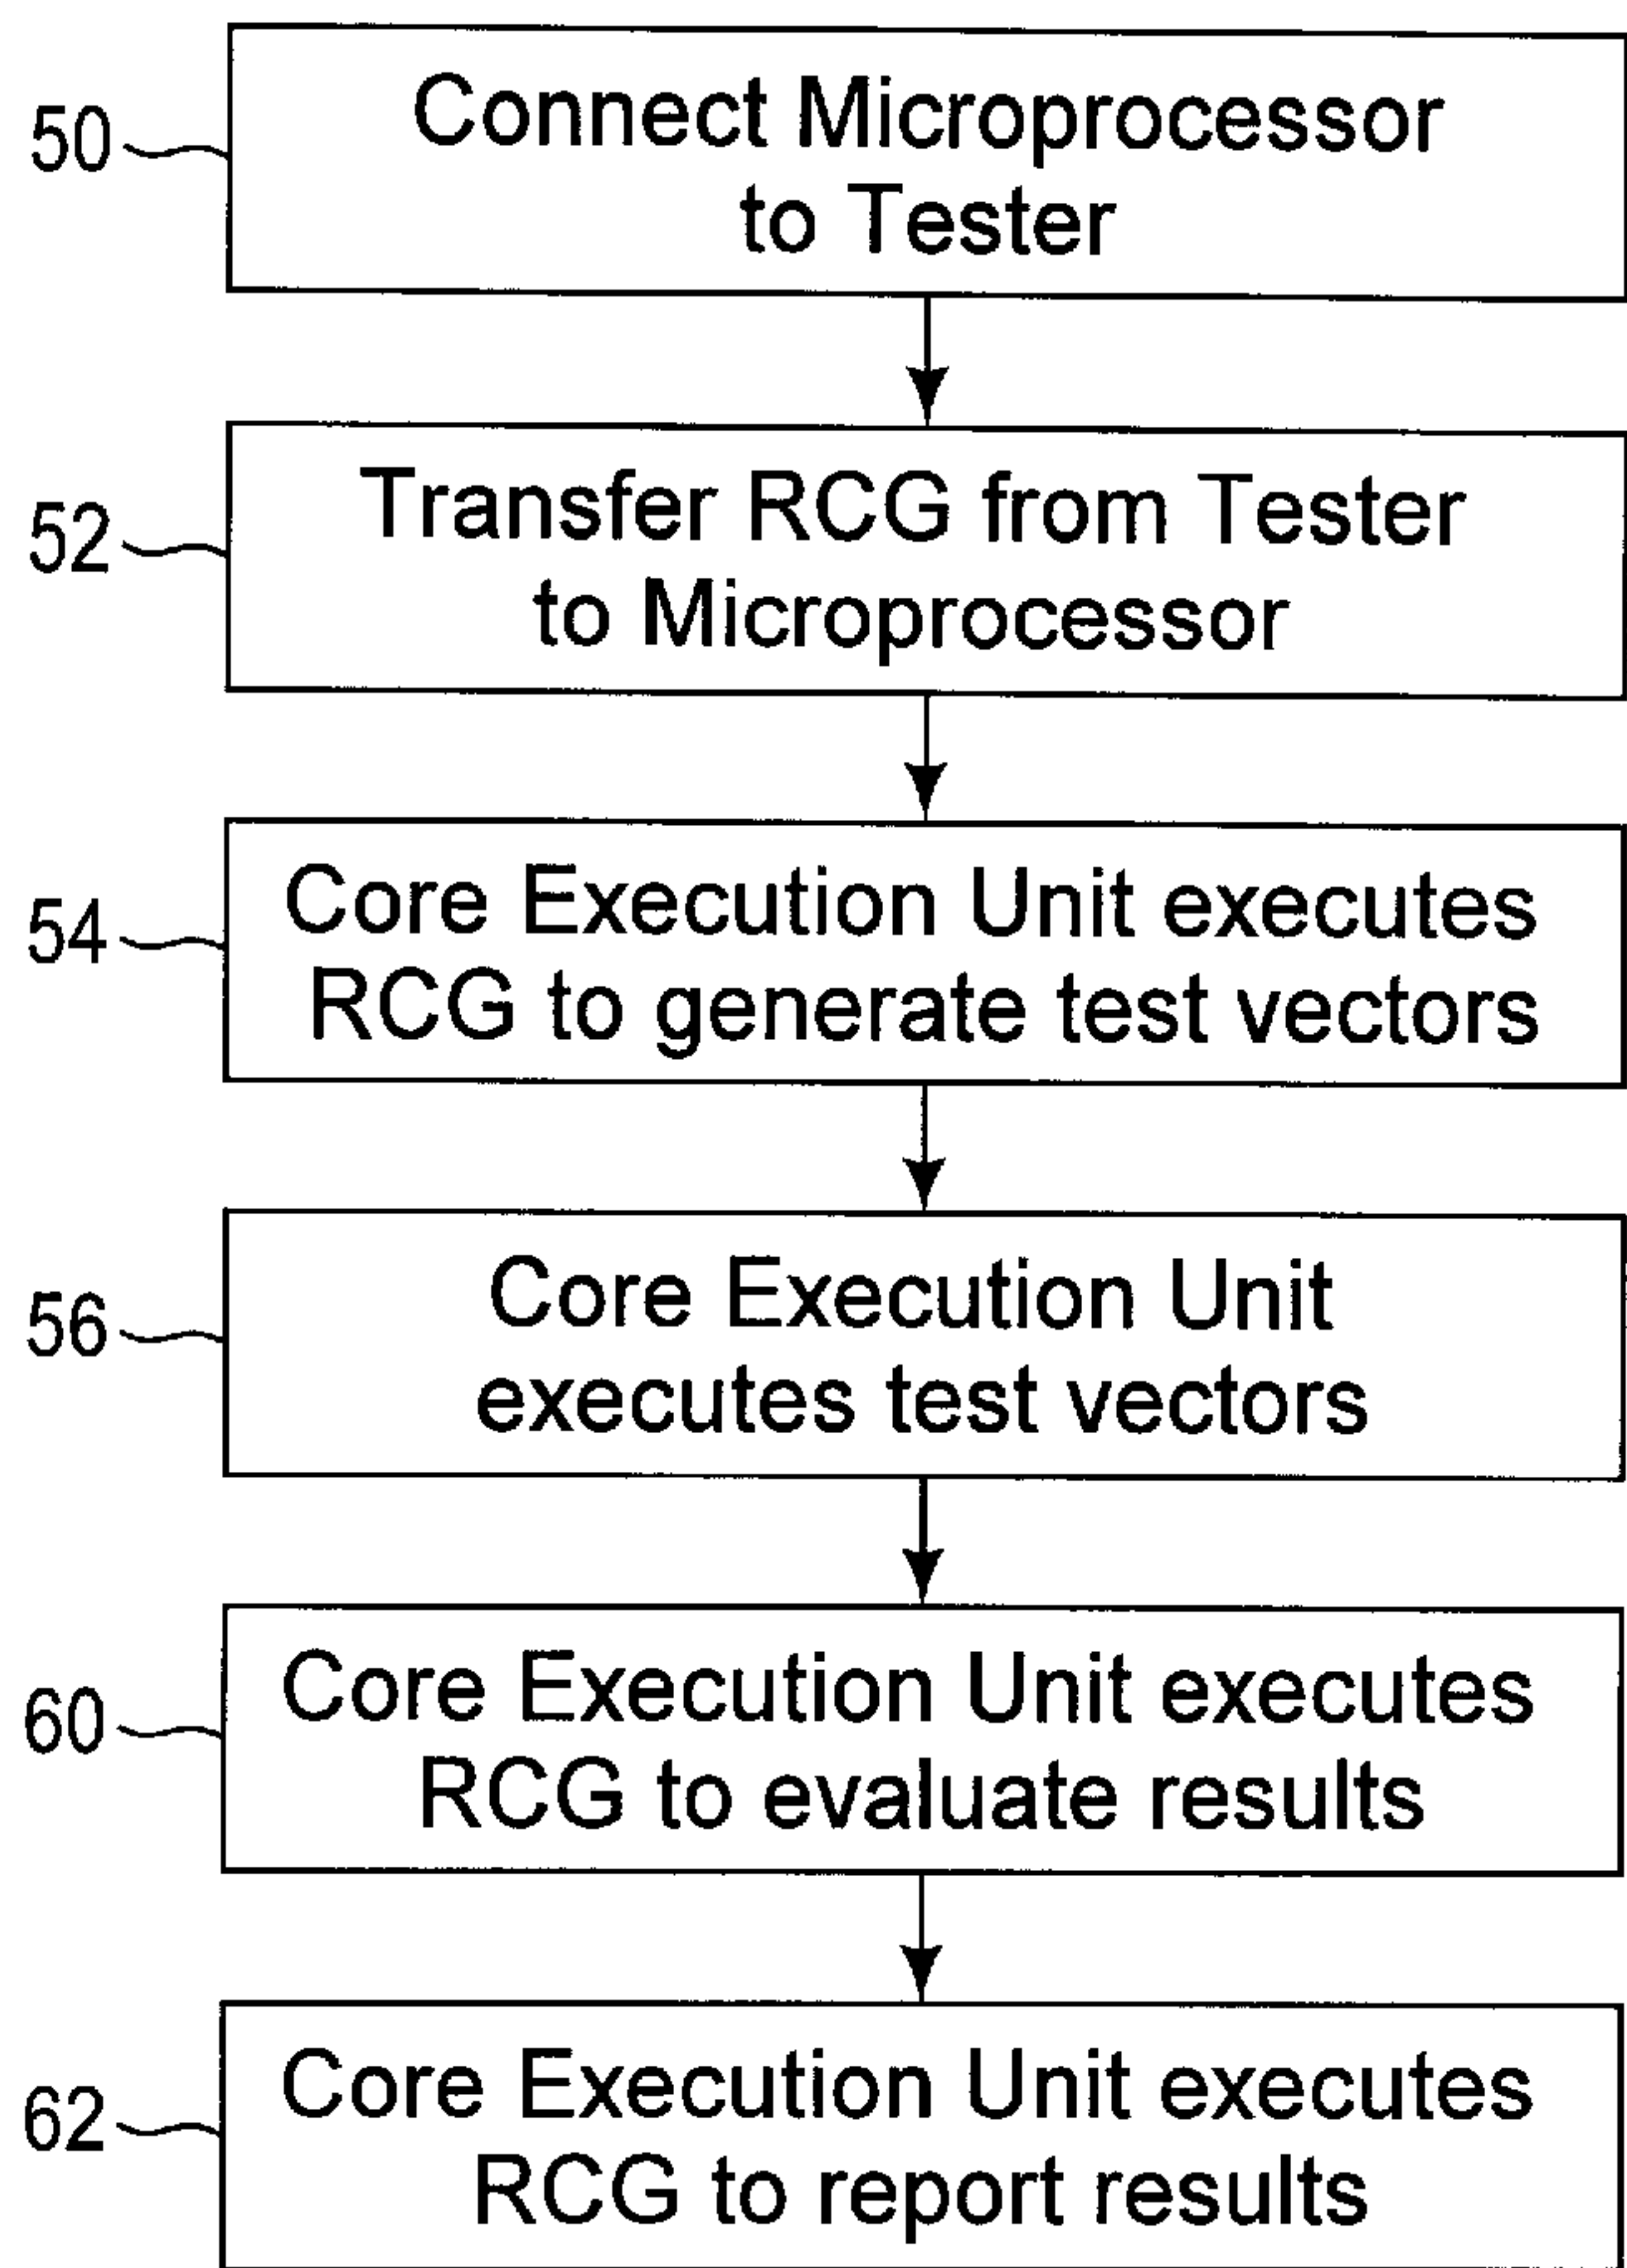 50
Connect Microprocessor
to Tester
52
Transfer RCG from Tester
to Microprocessor
54
Core Execution Unit executes
RCG to generate test vectors
56
Core Execution Unit
executes test vectors
60
Core Execution Unit executes
RCG to evaluate results
62
Core Execution Unit executes
RCG to report results